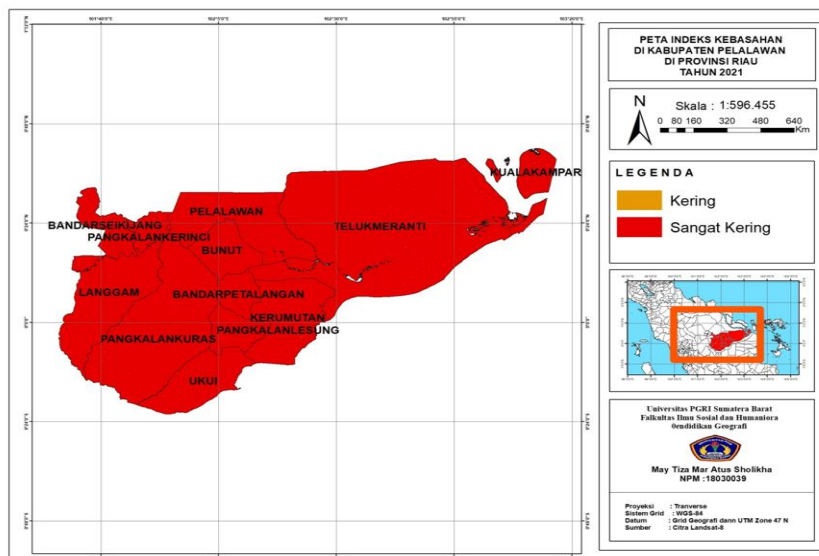 PETA INDEKS KEBASAHAN
DI KABUPATEN PELALAWAN
DI PROVINSI RIAU
TAHUN 2021
N
Skala : 1:596.455
0 80 160 320 480 640
Km
LEGENDA
Kering
Sangat Kering
KUALAKAMPAR
PELALAWAN
TELUKMERANTI
BANDARSEIKIJANG
PANGKALANKERINCI
BUNUT
LANGGAM
BANDARPETALANGAN
KERUMUTAN
PANGKALANLESUNG
PANGKALANKURAS
UKUI
Universitas PGRI Sumatera Barat
Falkultas Ilmu Sosial dan Humaniora
0endidikan Geografi
May Tiza Mar Atus Sholikha
NPM :18030039
Proyeksi : Tranverse
Sistem Grid : WGS-84
Datum : Grid Geografi dann UTM Zone 47 N
Sumber : Citra Landsat-8